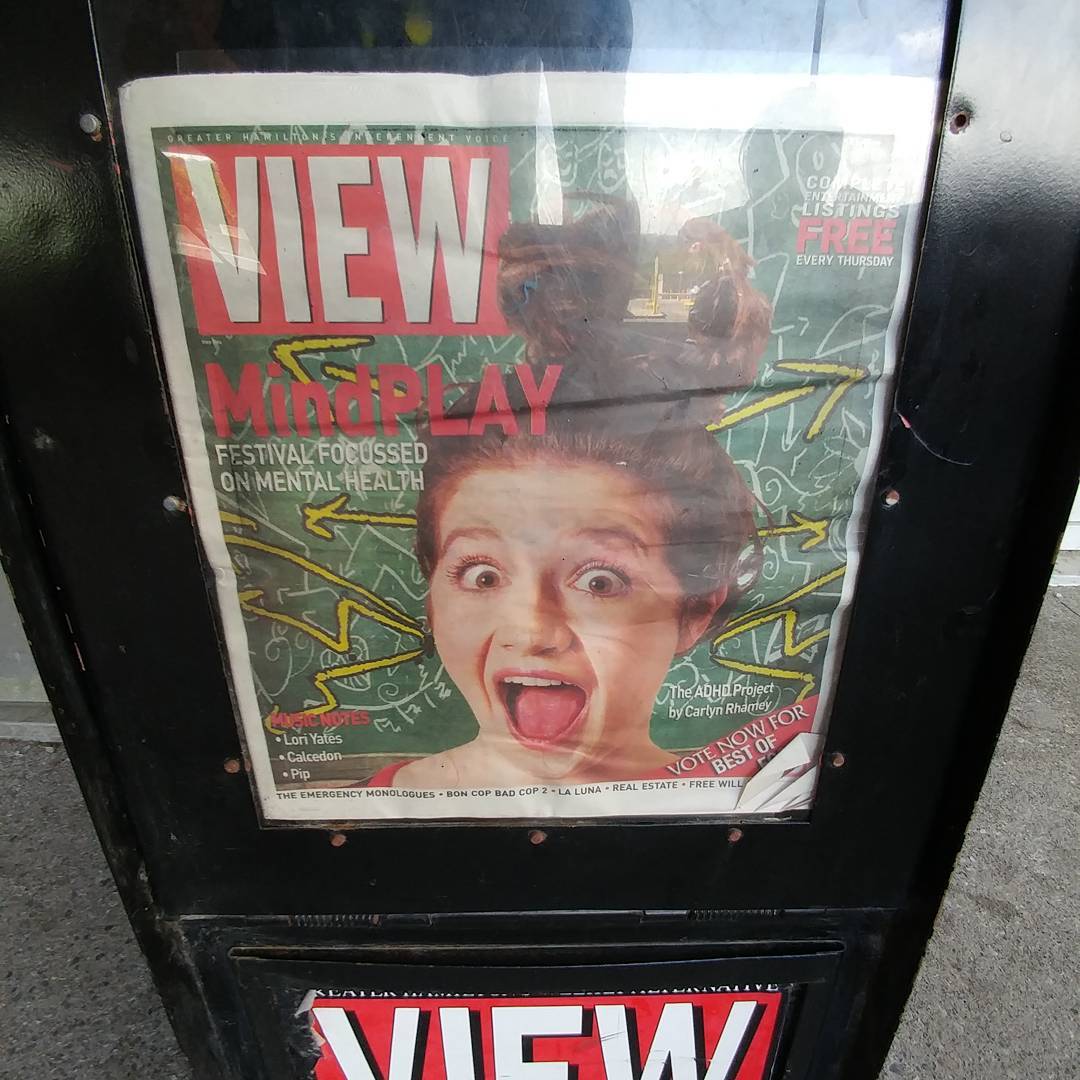 GREATER HAMILTON'S INDEPENDENT VOICE
VIEW
COMPLETE
ENTERTAINMENT
LISTINGS
FREE
EVERY THURSDAY
MindPLAY
FESTIVAL FOCUSSED
ON MENTAL HEALTH
The ADHD Project
by Carlyn Rhamey
MUSIC NOTES
• Lori Yates
• Calcedon
• Pip
VOTE NOW FOR
BEST OF
THE EMERGENCY MONOLOGUES • BON COP BAD COP 2 • LA LUNA • REAL ESTATE • FREE WILL
ALTERNATIVE
VIEW